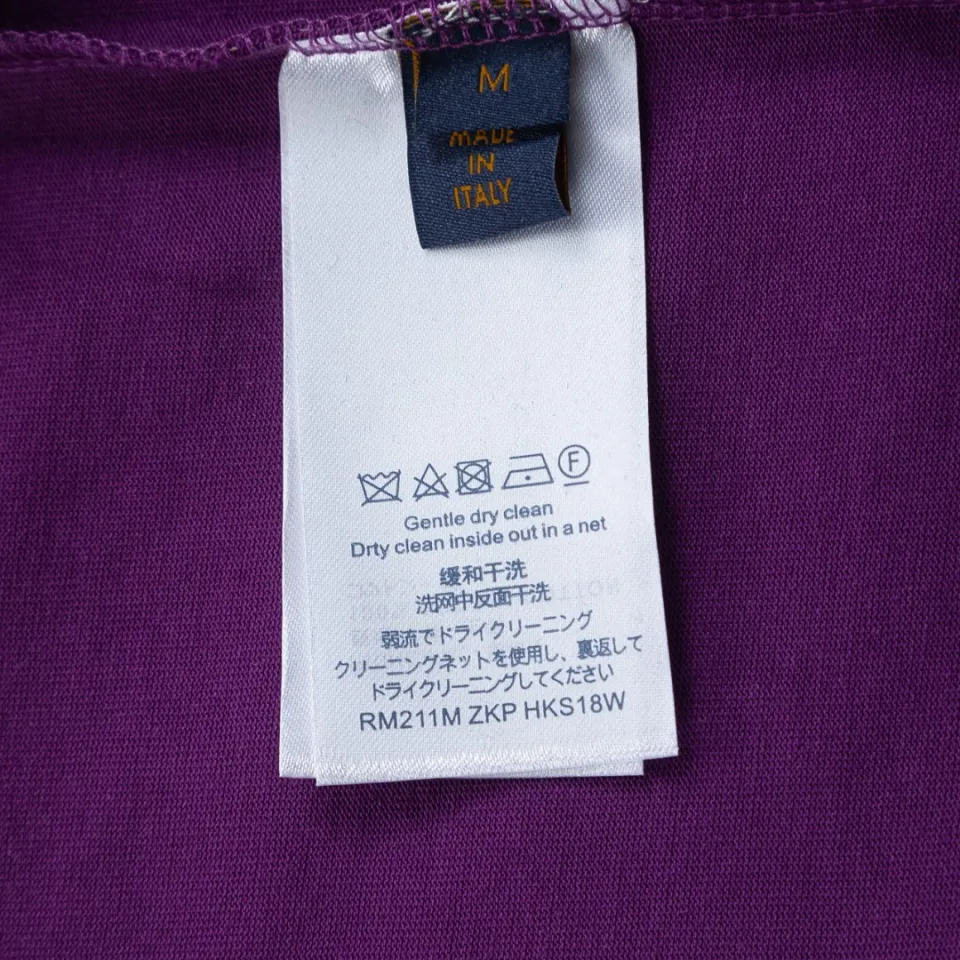 M
MADE
IN
ITALY
F
Gentle dry clean
Drty clean inside out in a net
缓和干洗
洗网中反面干洗
弱流でドライクリーニング
クリーニングネットを使用し、裏返して
ドライクリーニングしてください
RM211M ZKP HKS18W